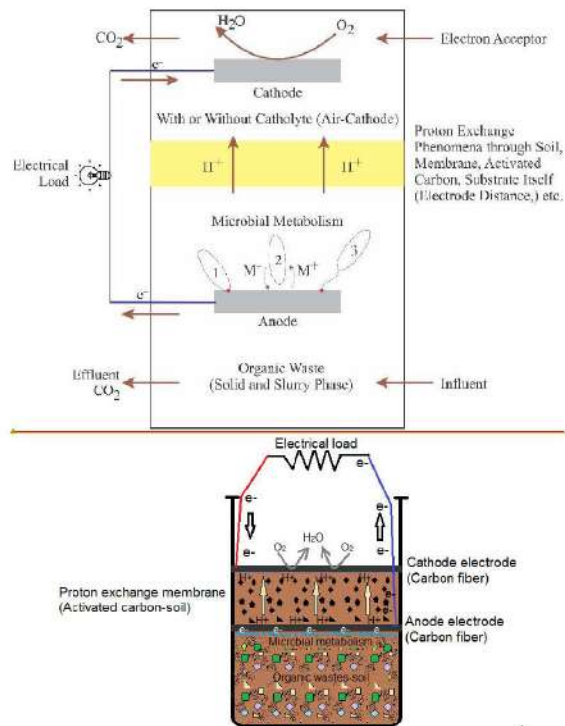 H₂O
CO₂
O₂
Electron Acceptor
e⁻
Cathode
With or Without Catholyte (Air-Cathode)
Electrical
Load
H⁺ H⁺
Proton Exchange
Phenomena through Soil,
Membrane, Activated
Carbon, Substrate Itself
(Electrode Distance,) etc.
Microbial Metabolism
1 M⁻ 2 M⁺ 3
e⁻
Anode
Effluent
CO₂
Organic Waste
(Solid and Slurry Phase)
Influent
Electrical load
e- e-
e- e-
e- e-
H₂O
O₂ O₂
Cathode electrode
(Carbon fiber)
Proton exchange membrane
(Activated carbon-soil)
Anode electrode
(Carbon fiber)
Microbial metabolism
Organic wastes-soil